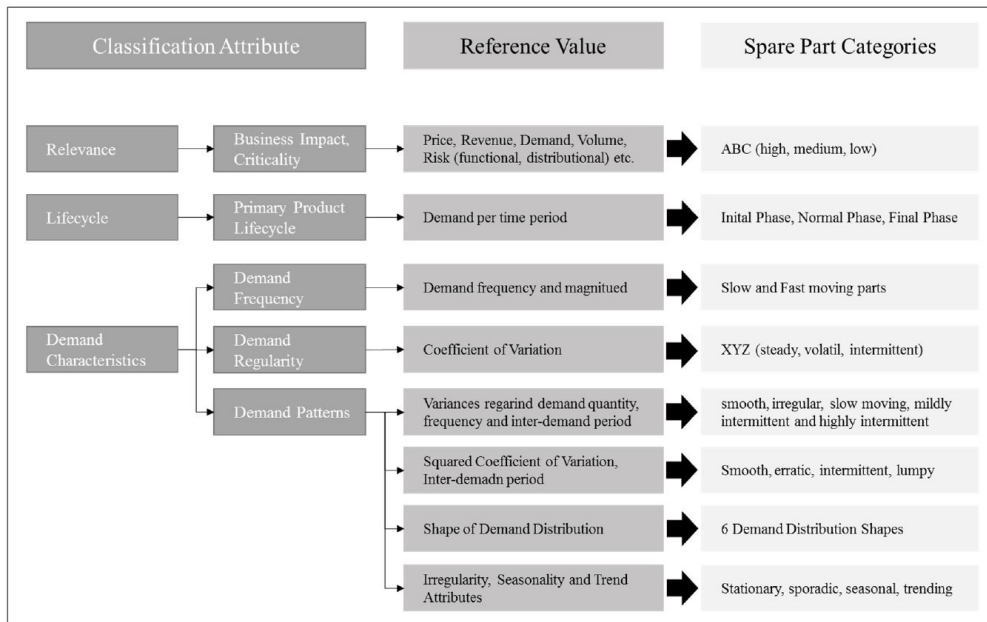 Classification Attribute
Reference Value
Spare Part Categories
Relevance
Business Impact,
Criticality
Price, Revenue, Demand, Volume,
Risk (functional, distributional) etc.
ABC (high, medium, low)
Lifecycle
Primary Product
Lifecycle
Demand per time period
Inital Phase, Normal Phase, Final Phase
Demand
Characteristics
Demand
Frequency
Demand frequency and magnitued
Slow and Fast moving parts
Demand
Regularity
Coefficient of Variation
XYZ (steady, volatil, intermittent)
Demand Patterns
Variances regarind demand quantity,
frequency and inter-demand period
smooth, irregular, slow moving, mildly
intermittent and highly intermittent
Squared Coefficient of Variation,
Inter-demadn period
Smooth, erratic, intermittent, lumpy
Shape of Demand Distribution
6 Demand Distribution Shapes
Irregularity, Seasonality and Trend
Attributes
Stationary, sporadic, seasonal, trending